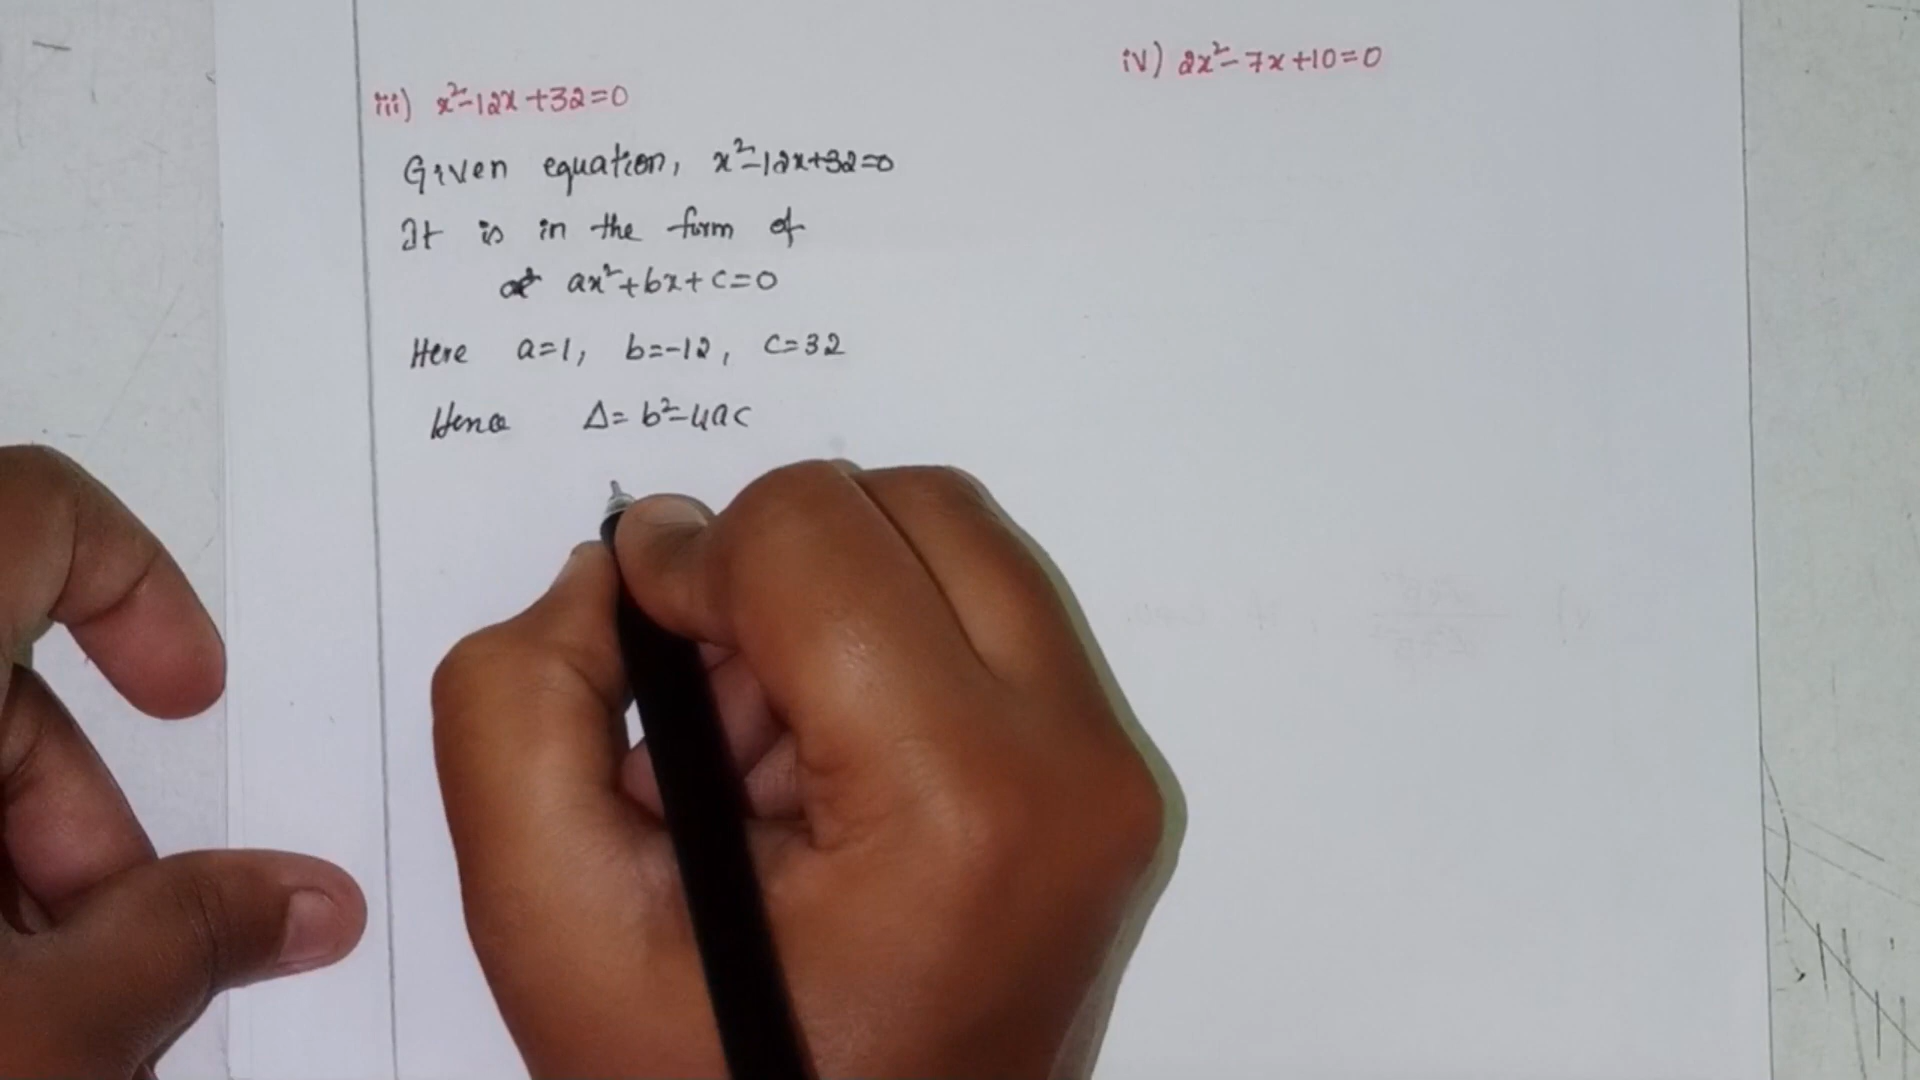 iii) x²-12x+32=0
Given equation, x²-12x+32=0
It is in the form of
ax²+bx+c=0
Here a=1, b=-12, c=32
Hence Δ= b²-4ac
iv) 2x²-7x+10=0